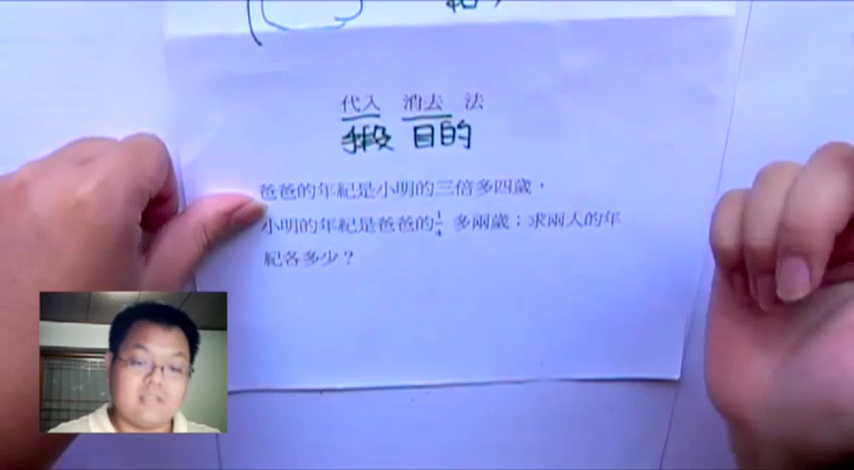 代入 消去 法
手段 目的
爸爸的年紀是小明的三倍多四歲，
小明的年紀是爸爸的1/4 多兩歲；求兩人的年
紀各多少？